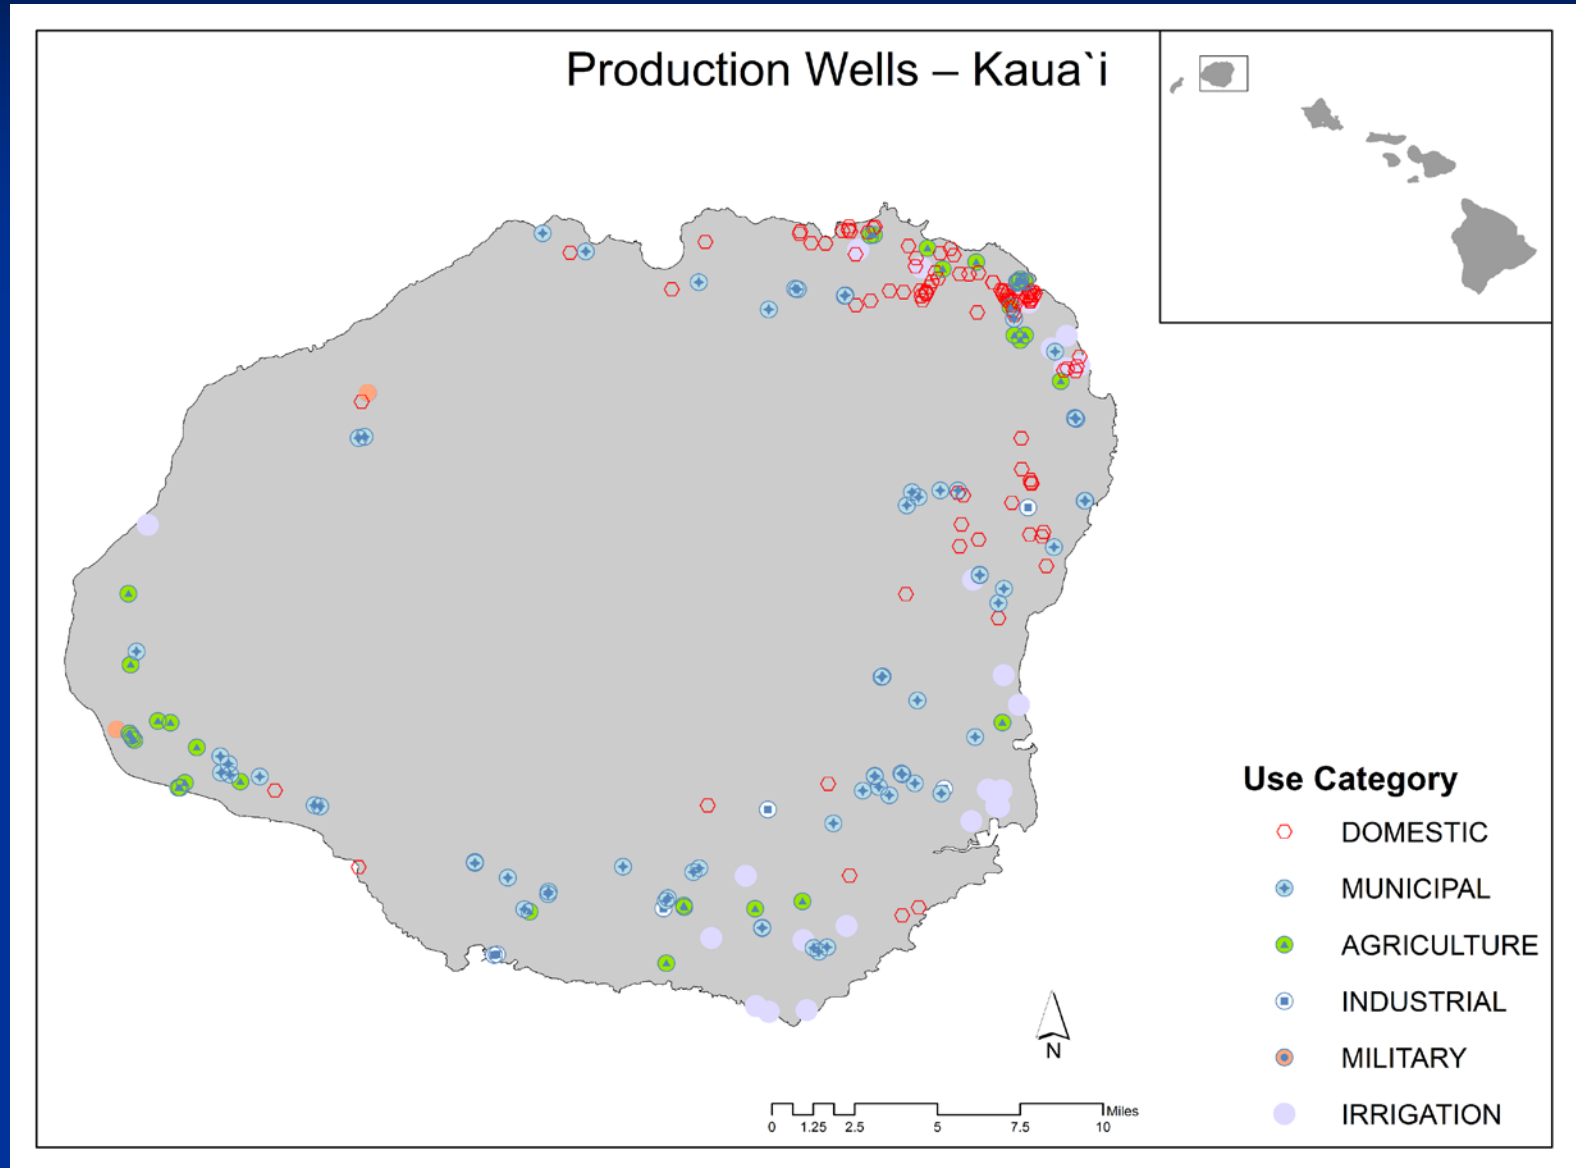 Production Wells – Kaua`i
Use Category
DOMESTIC
MUNICIPAL
AGRICULTURE
INDUSTRIAL
MILITARY
IRRIGATION
N
Miles
0 1.25 2.5 5 7.5 10